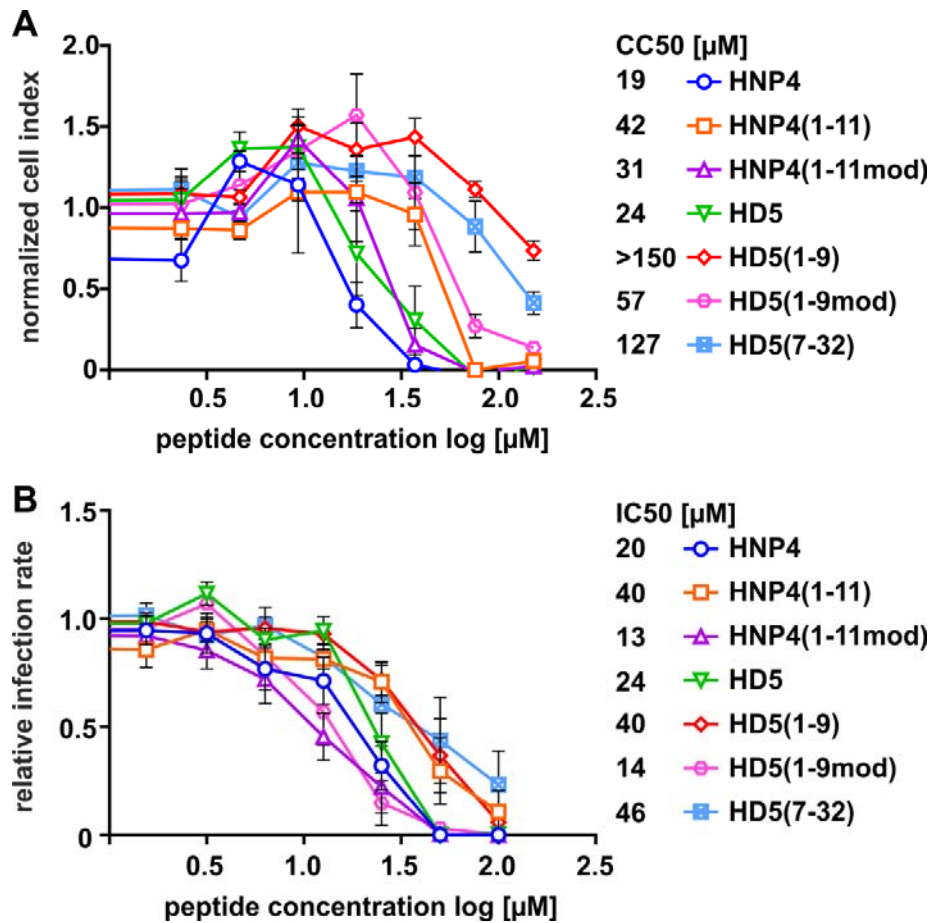 A
normalized cell index
2.0
1.5
1.0
0.5
0
0.5
1.0
1.5
2.0
2.5
peptide concentration log [µM]
CC50 [µM]
19 HNP4
42 HNP4(1-11)
31 HNP4(1-11mod)
24 HD5
>150 HD5(1-9)
57 HD5(1-9mod)
127 HD5(7-32)
B
relative infection rate
1.5
1.0
0.5
0
0.5
1.0
1.5
2.0
2.5
peptide concentration log [µM]
IC50 [µM]
20 HNP4
40 HNP4(1-11)
13 HNP4(1-11mod)
24 HD5
40 HD5(1-9)
14 HD5(1-9mod)
46 HD5(7-32)